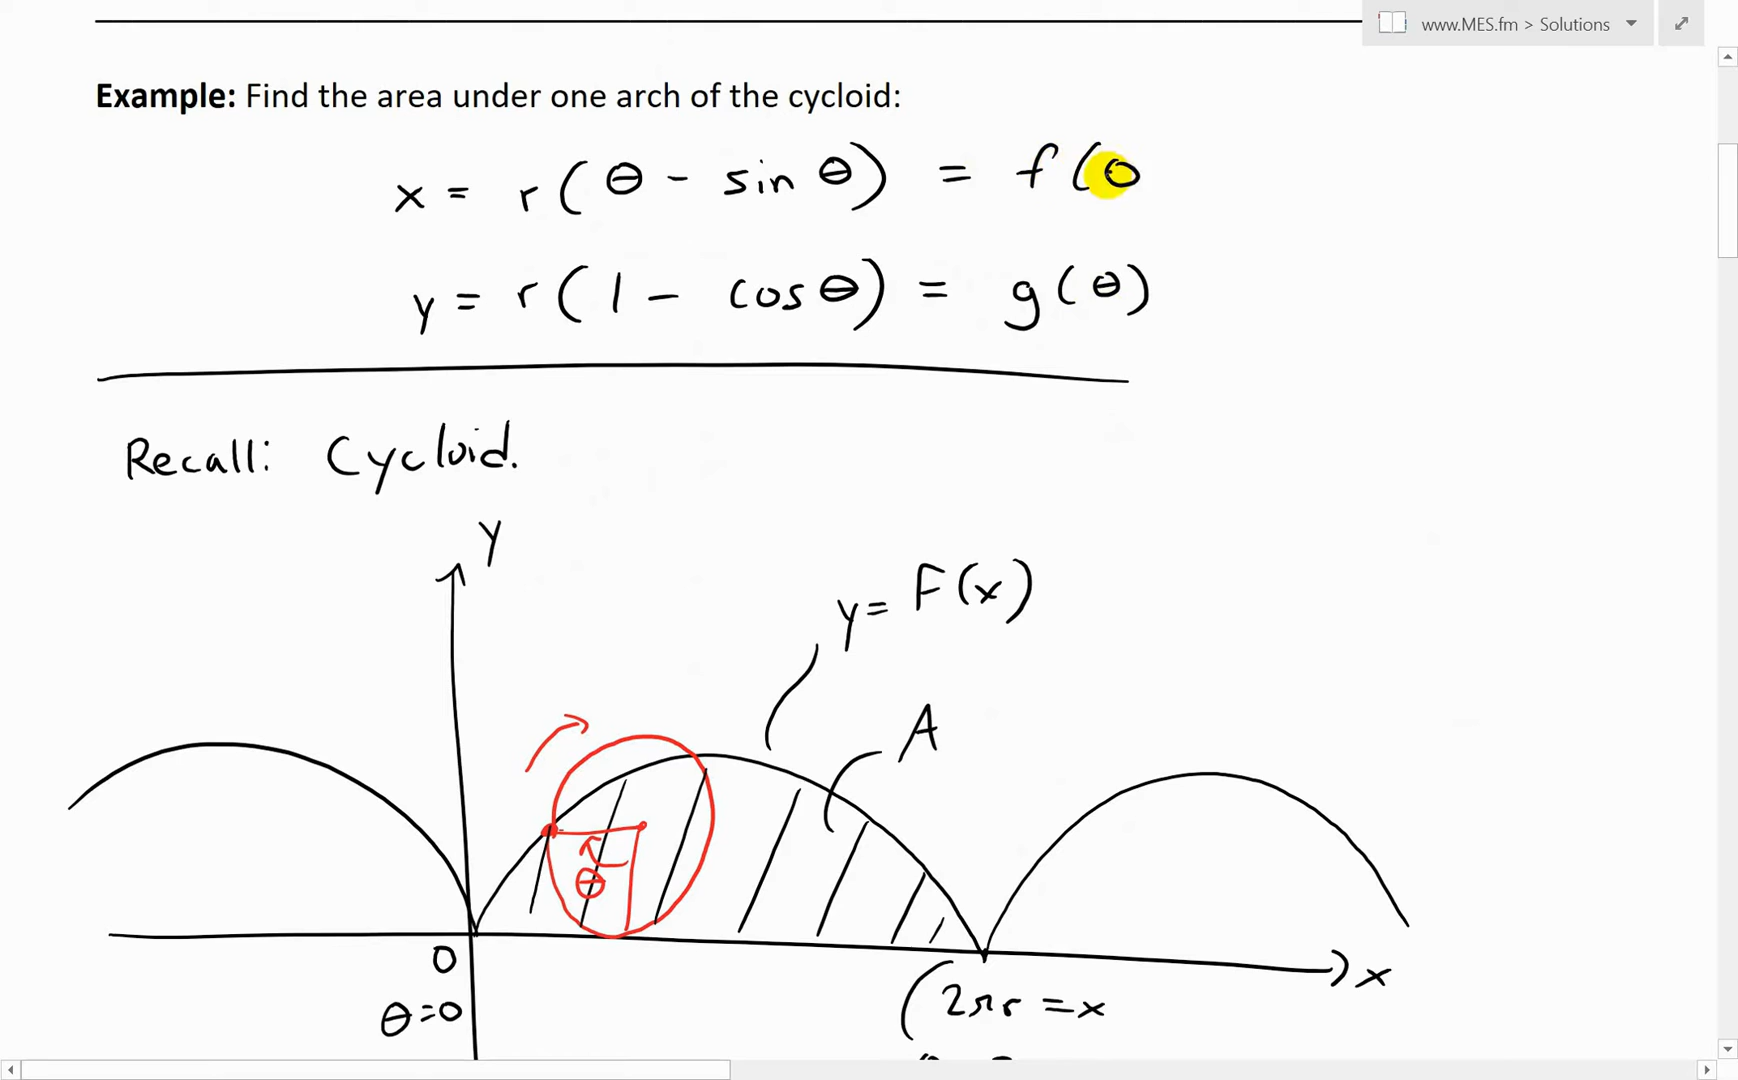 www.MES.fm > Solutions
Example: Find the area under one arch of the cycloid:
x = r(θ - sin θ) = f(θ
y = r(1 - cosθ) = g(θ)
Recall: Cycloid.
y
y = F(x)
A
θ
0
x
θ=0
2πr = x